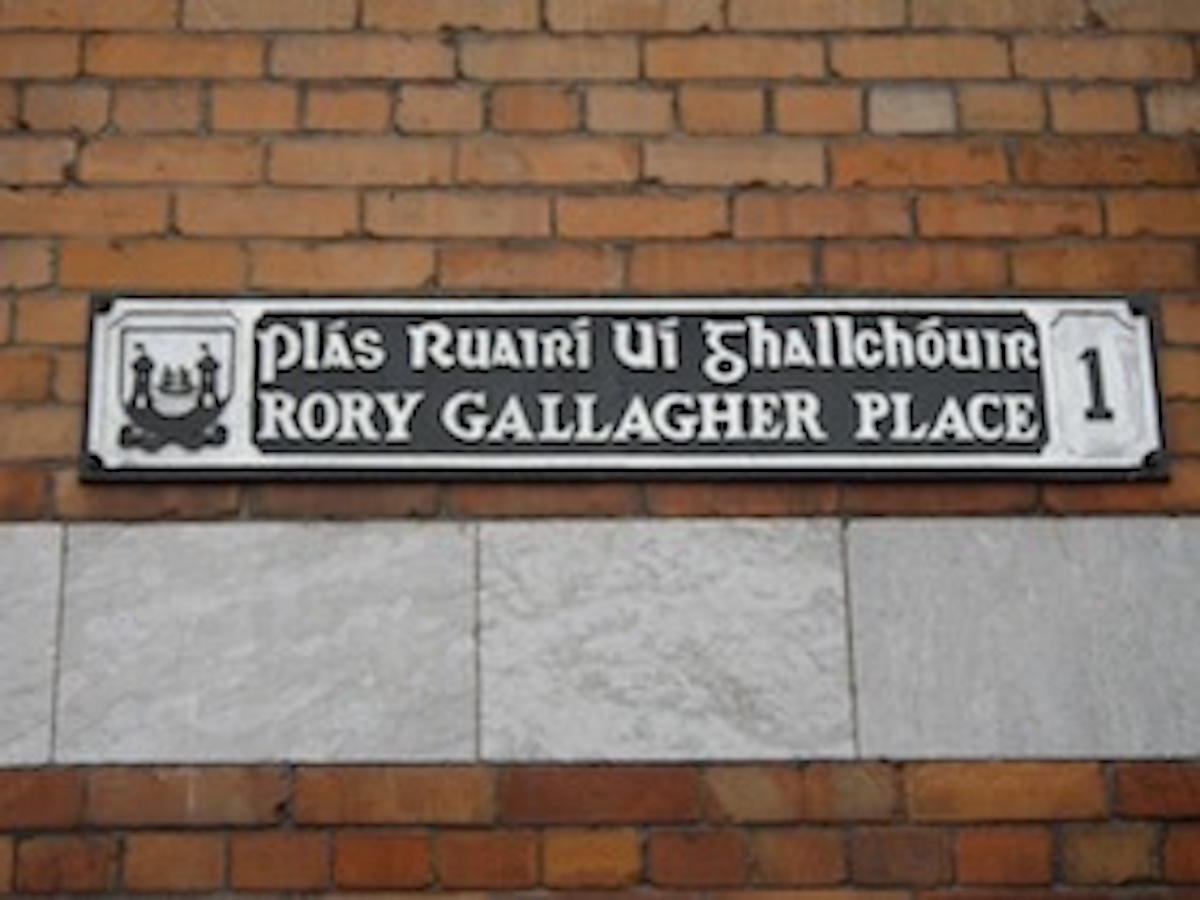 Plás Ruairí Uí Ghallchóuir
RORY GALLAGHER PLACE
1